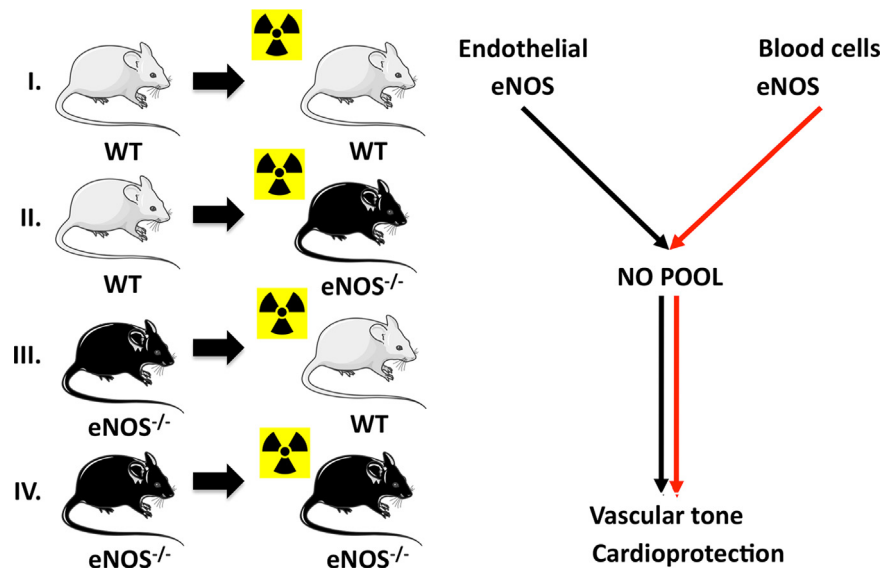 I.
WT
WT
II.
WT
eNOS-/-
III.
eNOS-/-
WT
IV.
eNOS-/-
eNOS-/-
Endothelial
eNOS
Blood cells
eNOS
NO POOL
Vascular tone
Cardioprotection